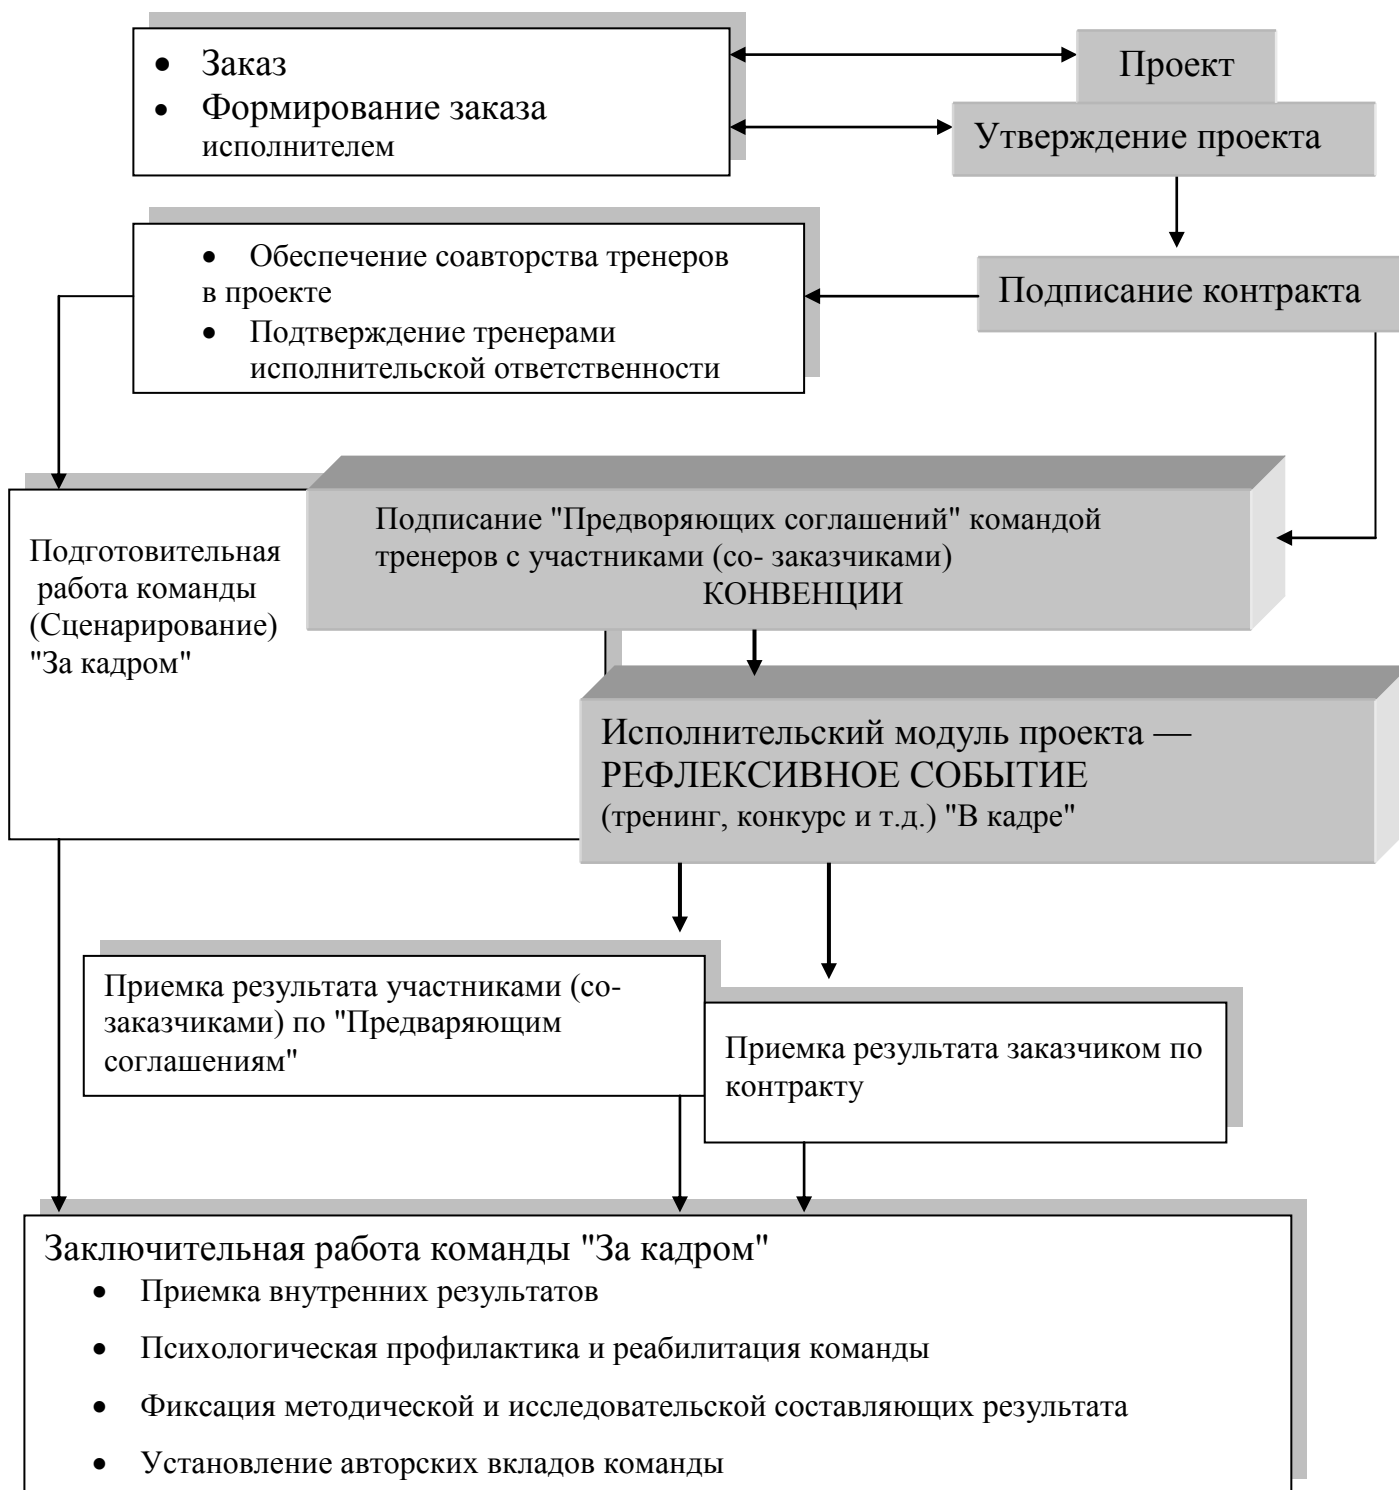 • Заказ
• Формирование заказа
исполнителем
Проект
Утверждение проекта
• Обеспечение соавторства тренеров
в проекте
• Подтверждение тренерами
исполнительской ответственности
Подписание контракта
Подготовительная
работа команды
(Сценарирование)
"За кадром"
Подписание "Предворяющих соглашений" командой
тренеров с участниками (со- заказчиками)
КОНВЕНЦИИ
Исполнительский модуль проекта —
РЕФЛЕКСИВНОЕ СОБЫТИЕ
(тренинг, конкурс и т.д.) "В кадре"
Приемка результата участниками (со-
заказчиками) по "Предваряющим
соглашениям"
Приемка результата заказчиком по
контракту
Заключительная работа команды "За кадром"
• Приемка внутренних результатов
• Психологическая профилактика и реабилитация команды
• Фиксация методической и исследовательской составляющих результата
• Установление авторских вкладов команды